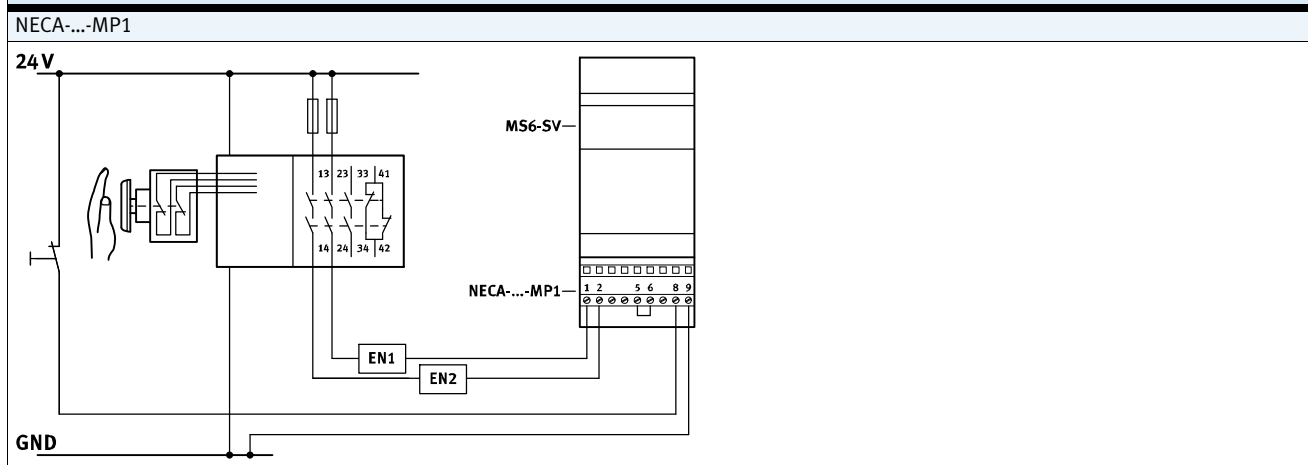 NECA-...-MP1
24 V
MS6-SV
13 23 33 41
14 24 34 42
NECA-...-MP1
1 2 5 6 8 9
EN1
EN2
GND